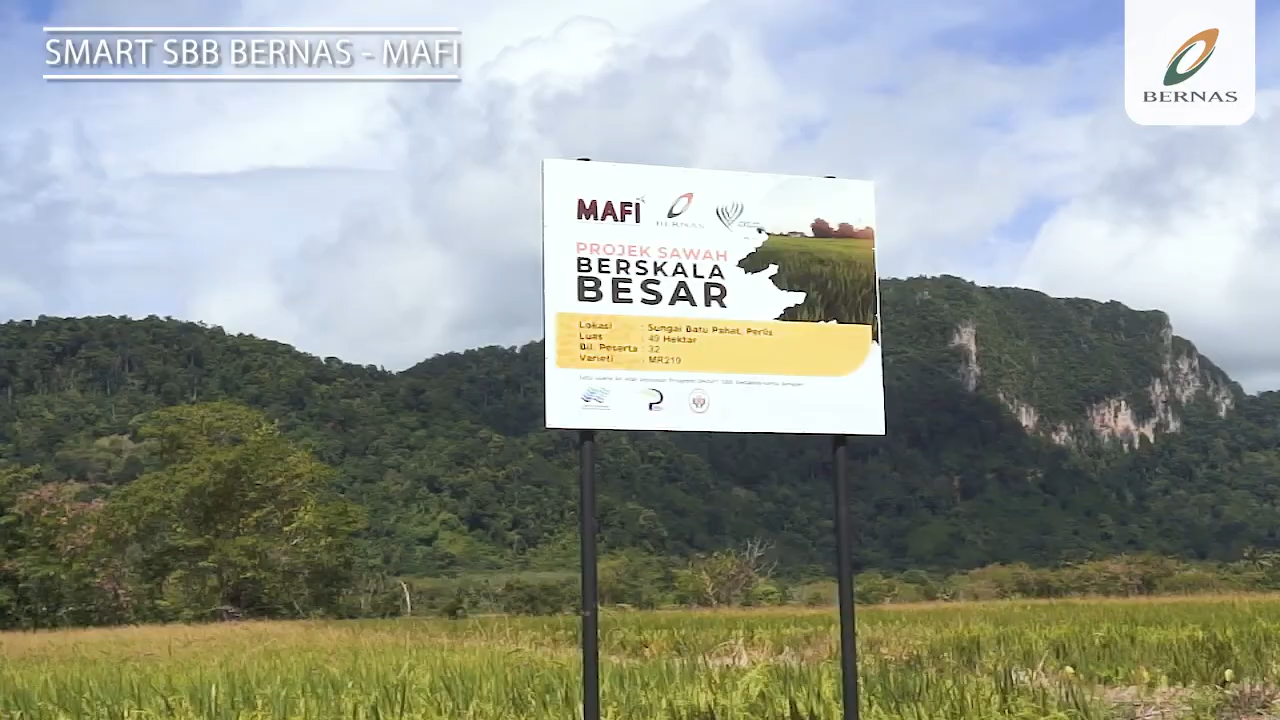 SMART SBB BERNAS - MAFI
BERNAS
MAFI
BERNAS
PROJEK SAWAH
BERSKALA
BESAR
Lokasi : Sungai Batu Pahat, Perlis
Luas : 49 Hektar
Bil. Peserta : 32
Varieti : MR219